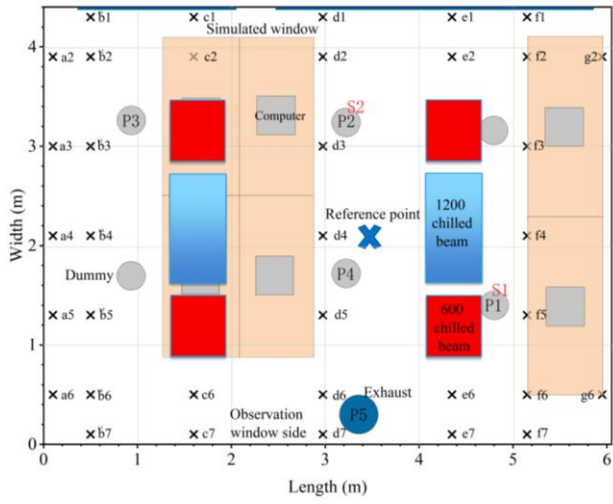 4
b1
c1
d1
e1
f1
Simulated window
a2
b2
c2
d2
e2
f2
g2
S2
P3
Computer
P2
3
a3
b3
d3
f3
Width (m)
1200
chilled
beam
Reference point
2
a4
b4
d4
f4
Dummy
P4
S1
P1
a5
b5
d5
f5
600
chilled
beam
1
a6
b6
c6
d6
Exhaust
e6
f6
g6
P5
Observation
window side
b7
c7
d7
e7
f7
0
0 1 2 3 4 5 6
Length (m)